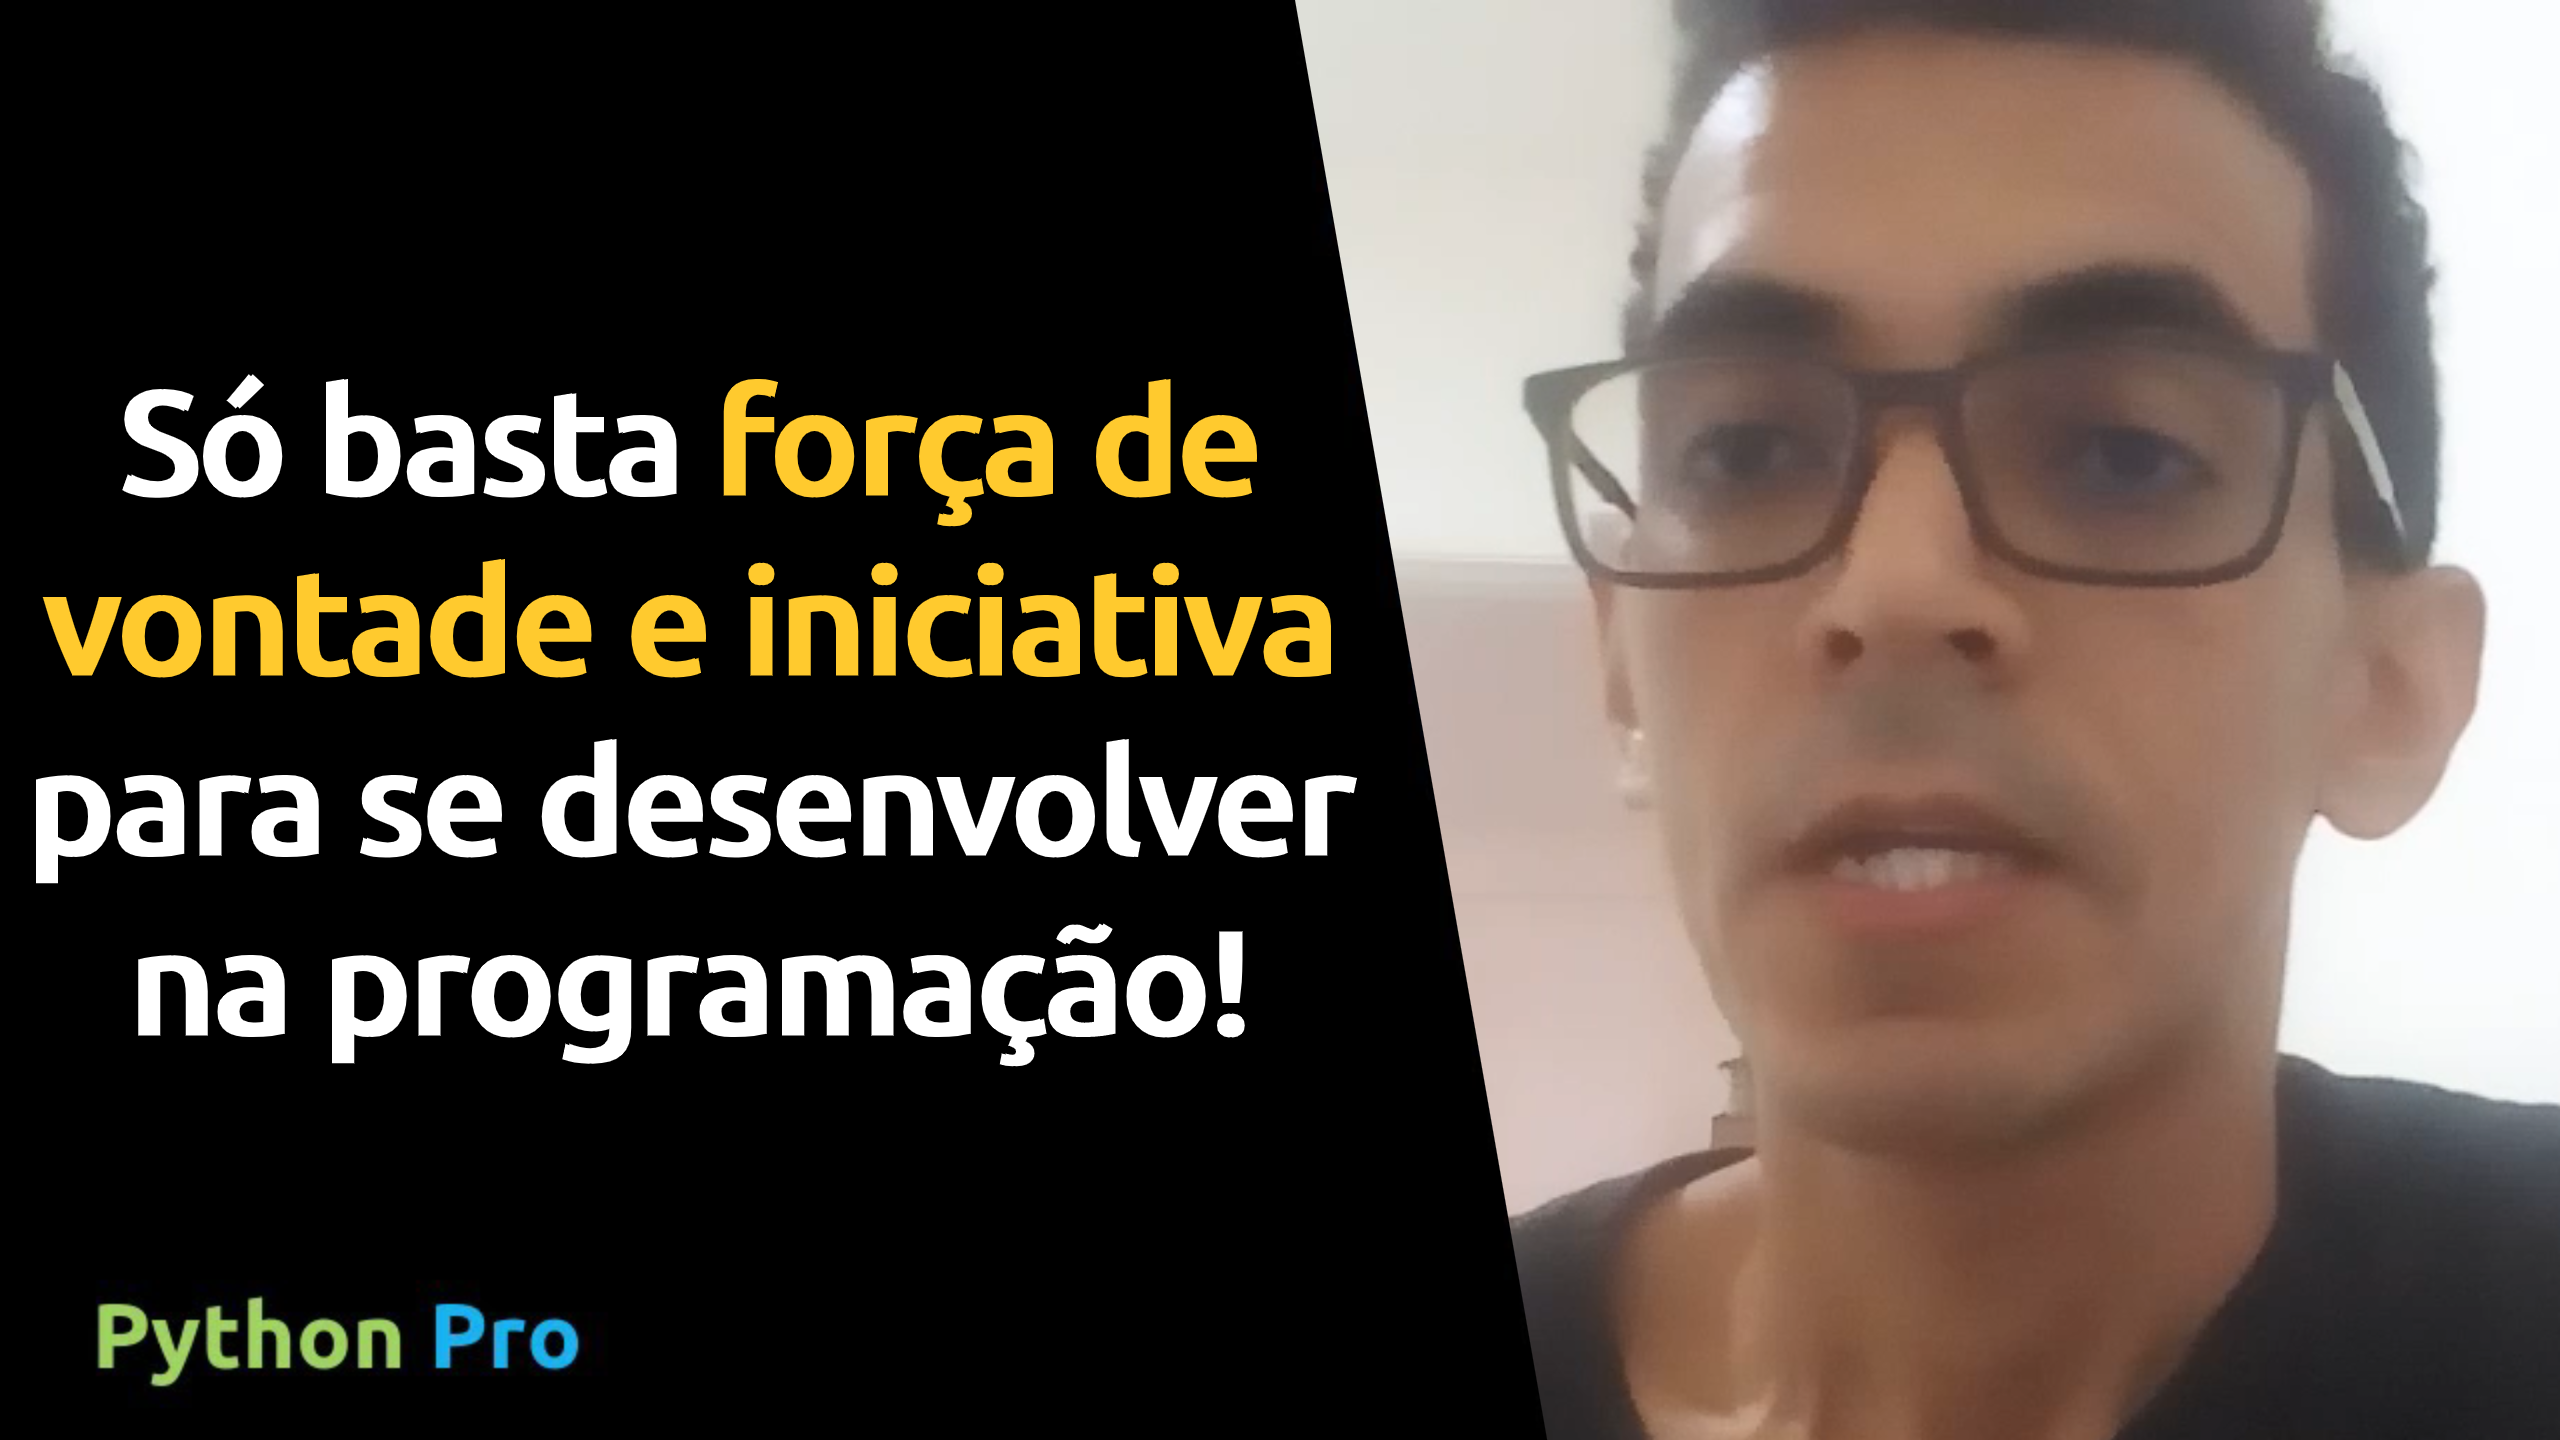 Só basta força de
vontade e iniciativa
para se desenvolver
na programação!
Python Pro